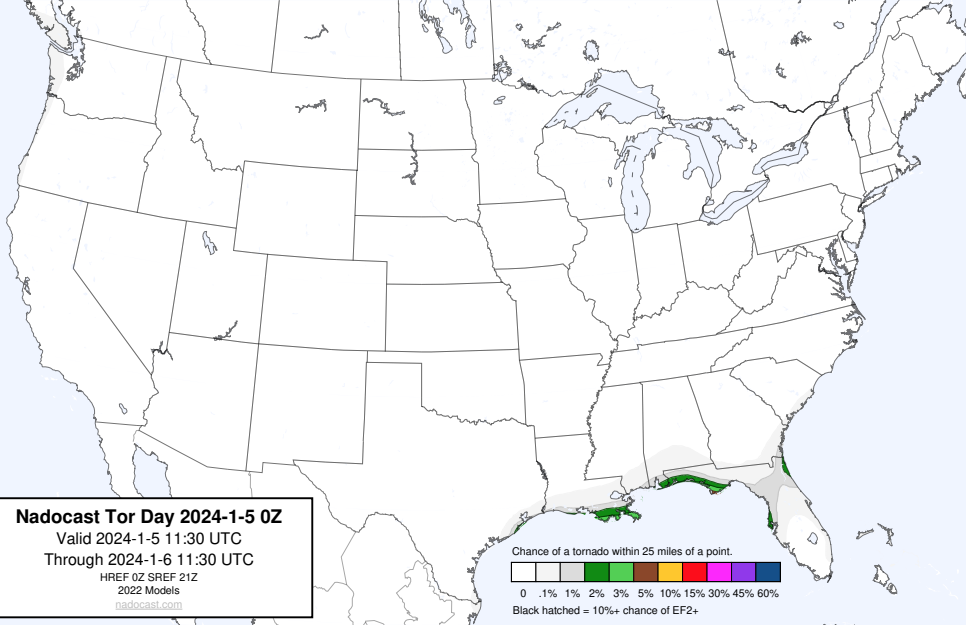 Nadocast Tor Day 2024-1-5 0Z
Valid 2024-1-5 11:30 UTC
Through 2024-1-6 11:30 UTC
HREF 0Z SREF 21Z
2022 Models
nadocast.com
Chance of a tornado within 25 miles of a point.
0 .1% 1% 2% 3% 5% 10% 15% 30% 45% 60%
Black hatched = 10%+ chance of EF2+